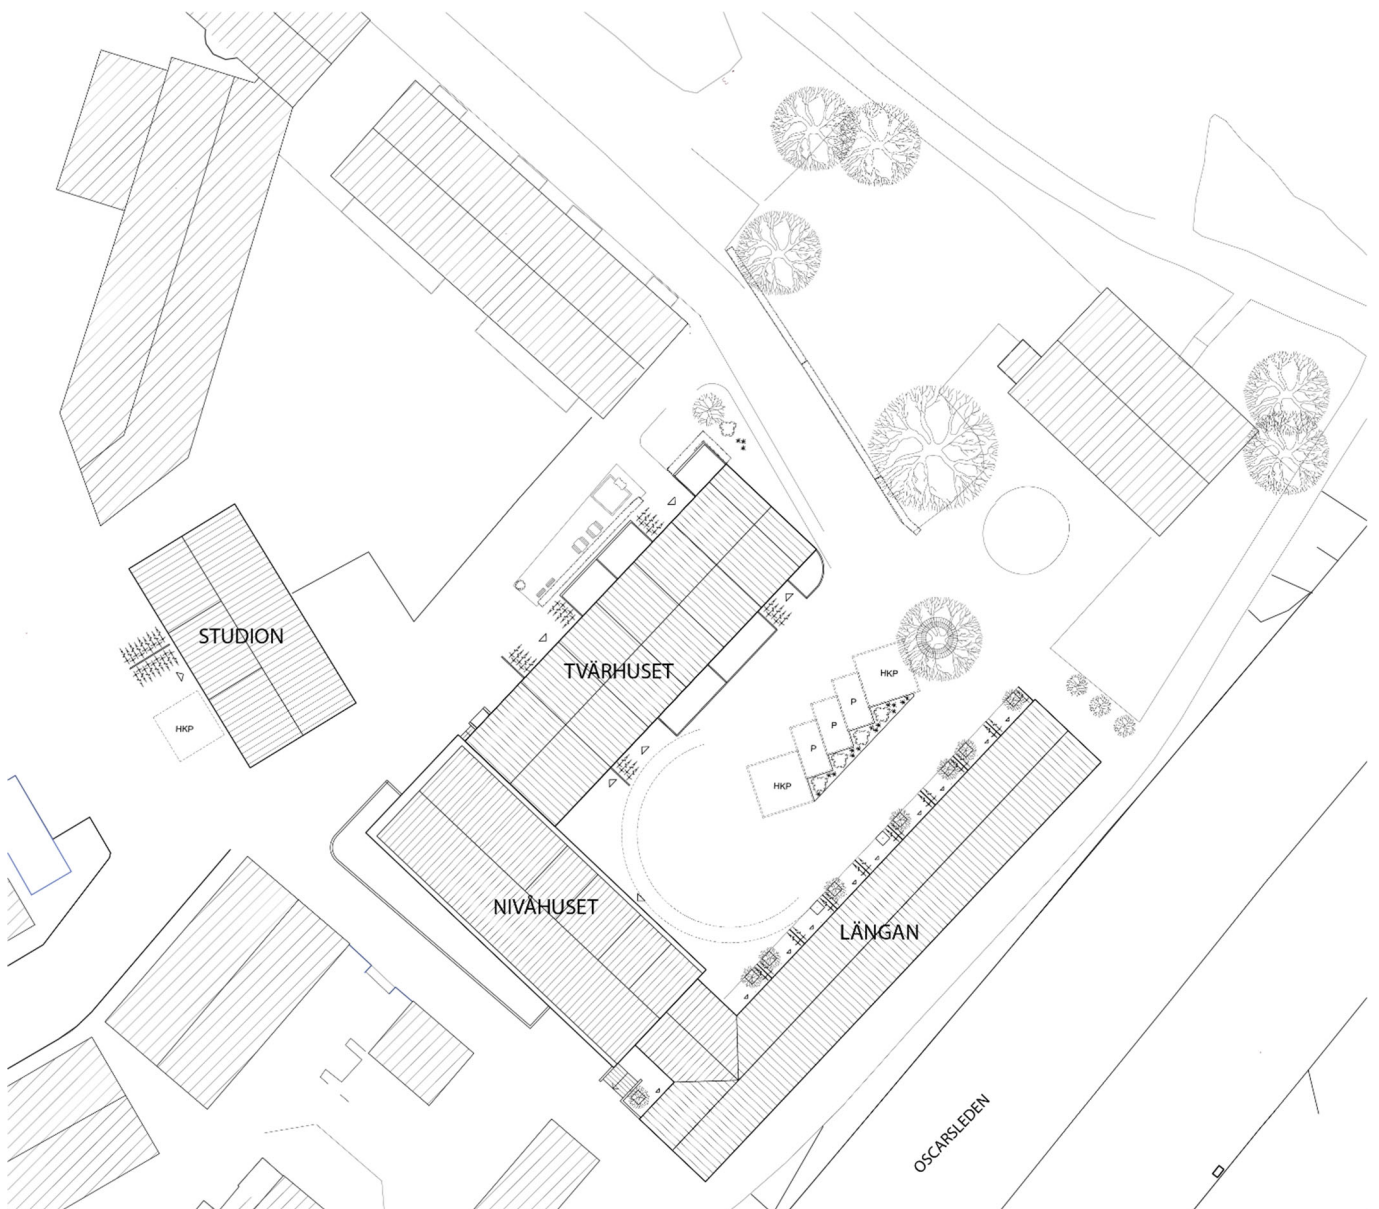 STUDION
TVÄRHUSET
HKP
P
P
P
HKP
HKP
NIVÅHUSET
LÄNGAN
OSCARSLEDEN